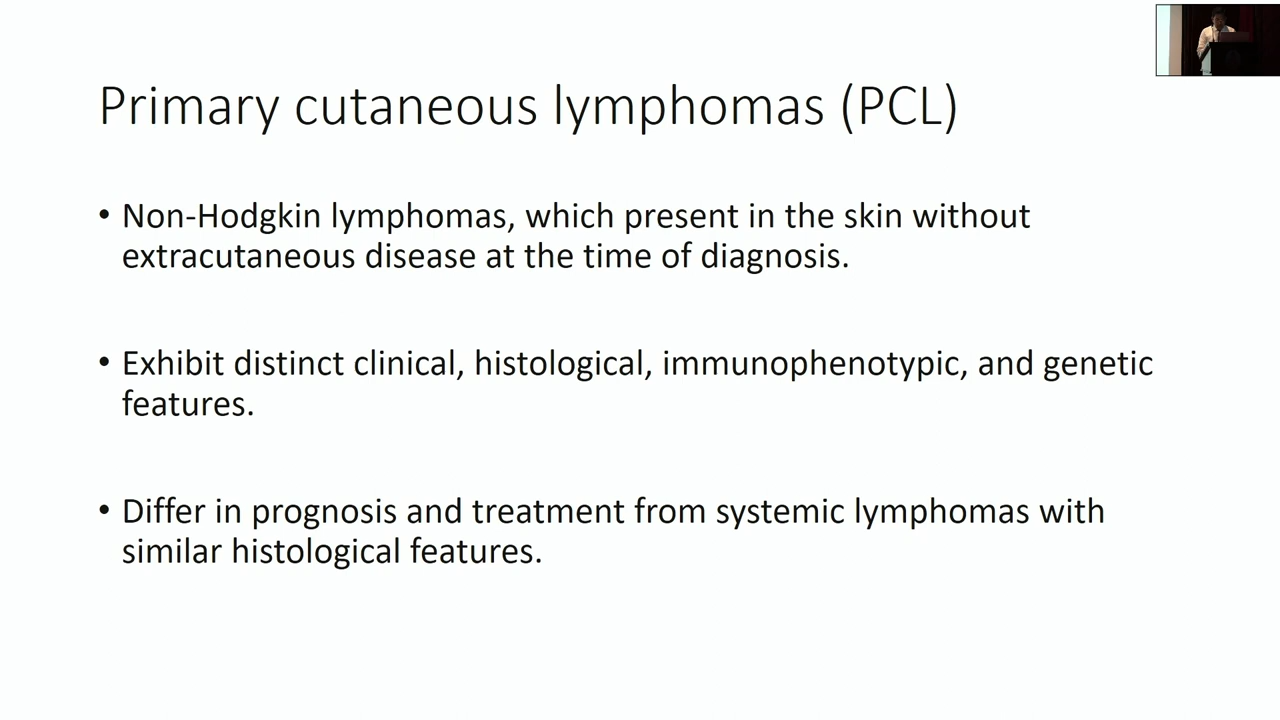 Primary cutaneous lymphomas (PCL)
• Non-Hodgkin lymphomas, which present in the skin without
extracutaneous disease at the time of diagnosis.
• Exhibit distinct clinical, histological, immunophenotypic, and genetic
features.
• Differ in prognosis and treatment from systemic lymphomas with
similar histological features.